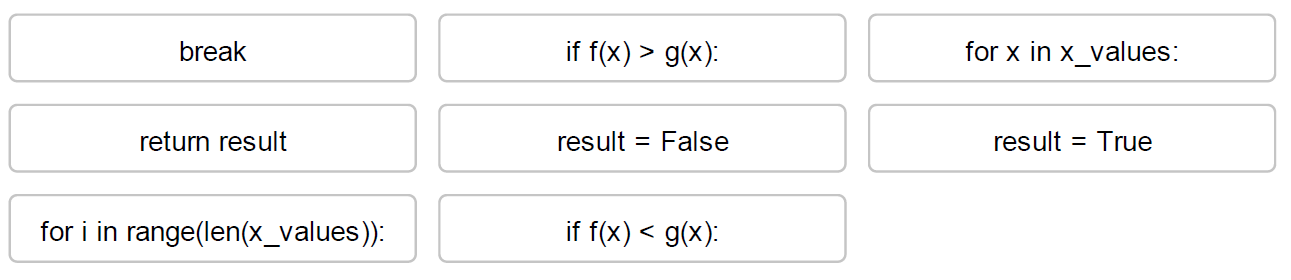 break
if f(x) > g(x):
for x in x_values:
return result
result = False
result = True
for i in range(len(x_values)):
if f(x) < g(x):